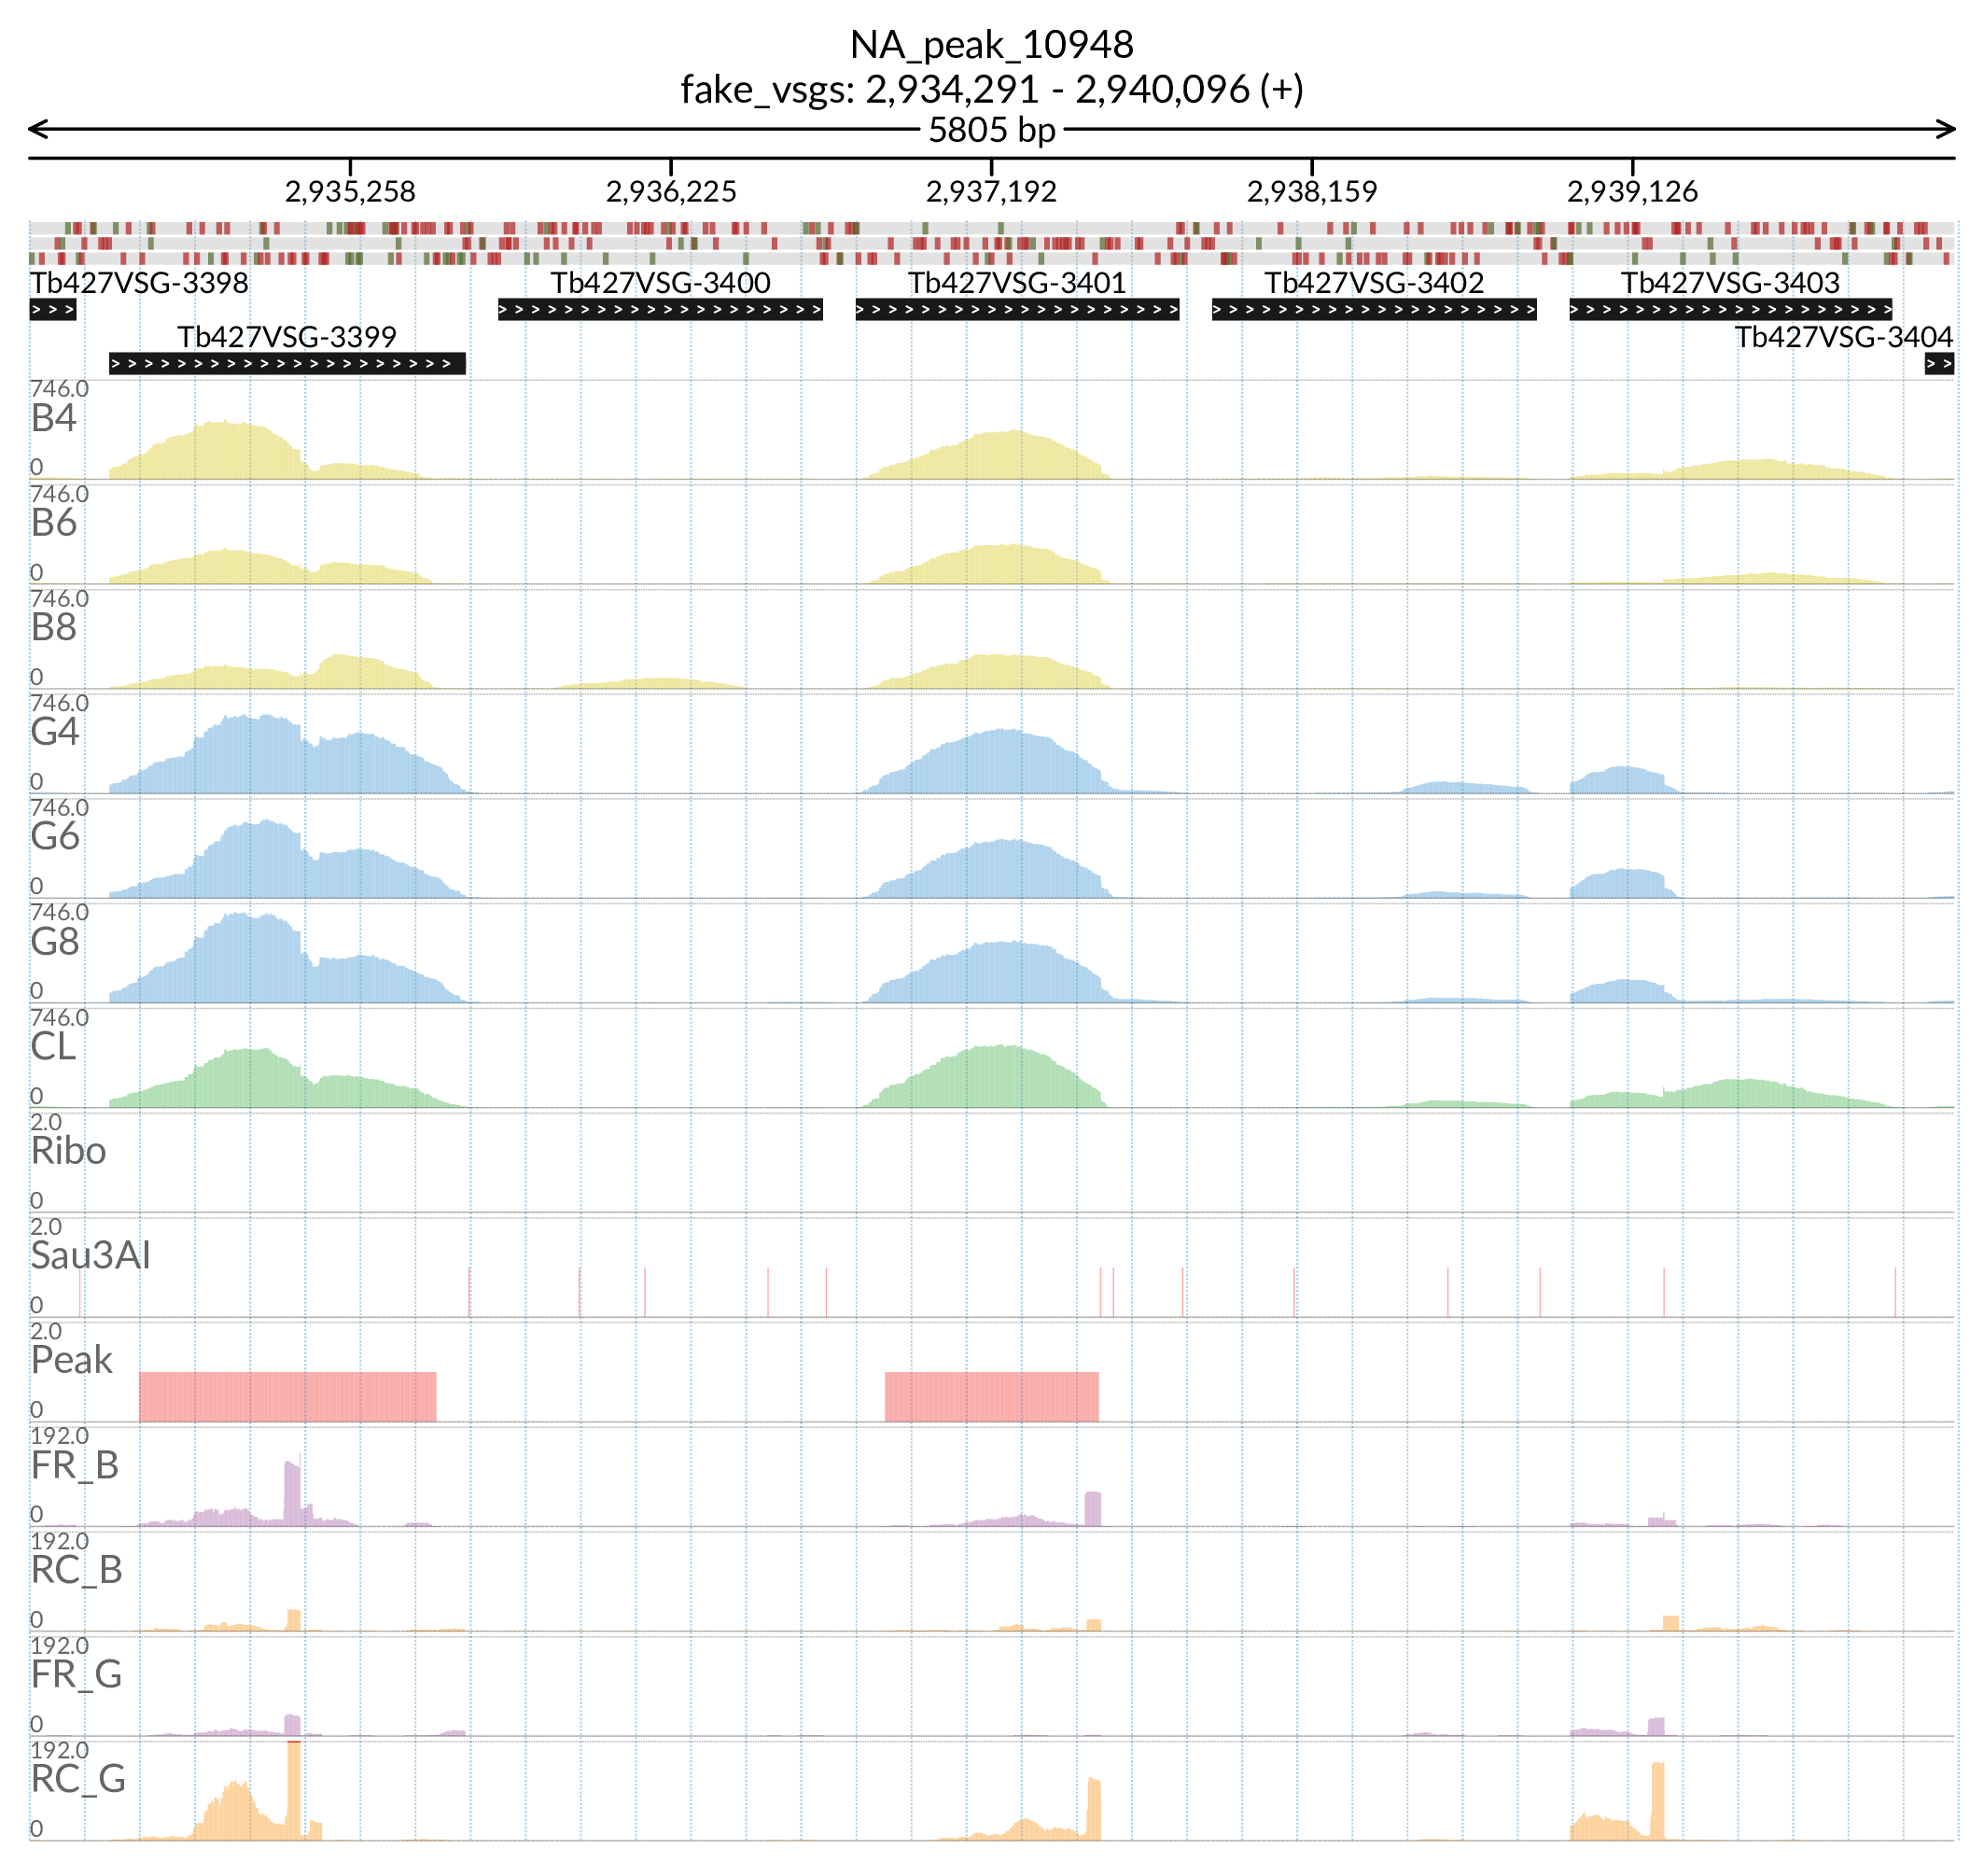 NA_peak_10948
fake_vsgs: 2,934,291 - 2,940,096 (+)
5805 bp
2,935,258 2,936,225 2,937,192 2,938,159 2,939,126
Tb427VSG-3398 Tb427VSG-3400 Tb427VSG-3401 Tb427VSG-3402 Tb427VSG-3403
Tb427VSG-3399 Tb427VSG-3404
746.0
B4
0
746.0
B6
0
746.0
B8
0
746.0
G4
0
746.0
G6
0
746.0
G8
0
746.0
CL
0
2.0
Ribo
0
2.0
Sau3AI
0
2.0
Peak
0
192.0
FR_B
0
192.0
RC_B
0
192.0
FR_G
0
192.0
RC_G
0